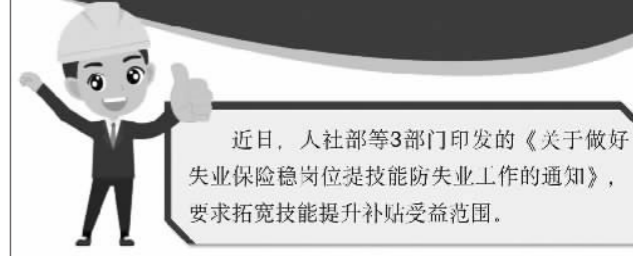 近日，人社部等3部门印发的《关于做好
失业保险稳岗位提技能防失业工作的通知》，
要求拓宽技能提升补贴受益范围。